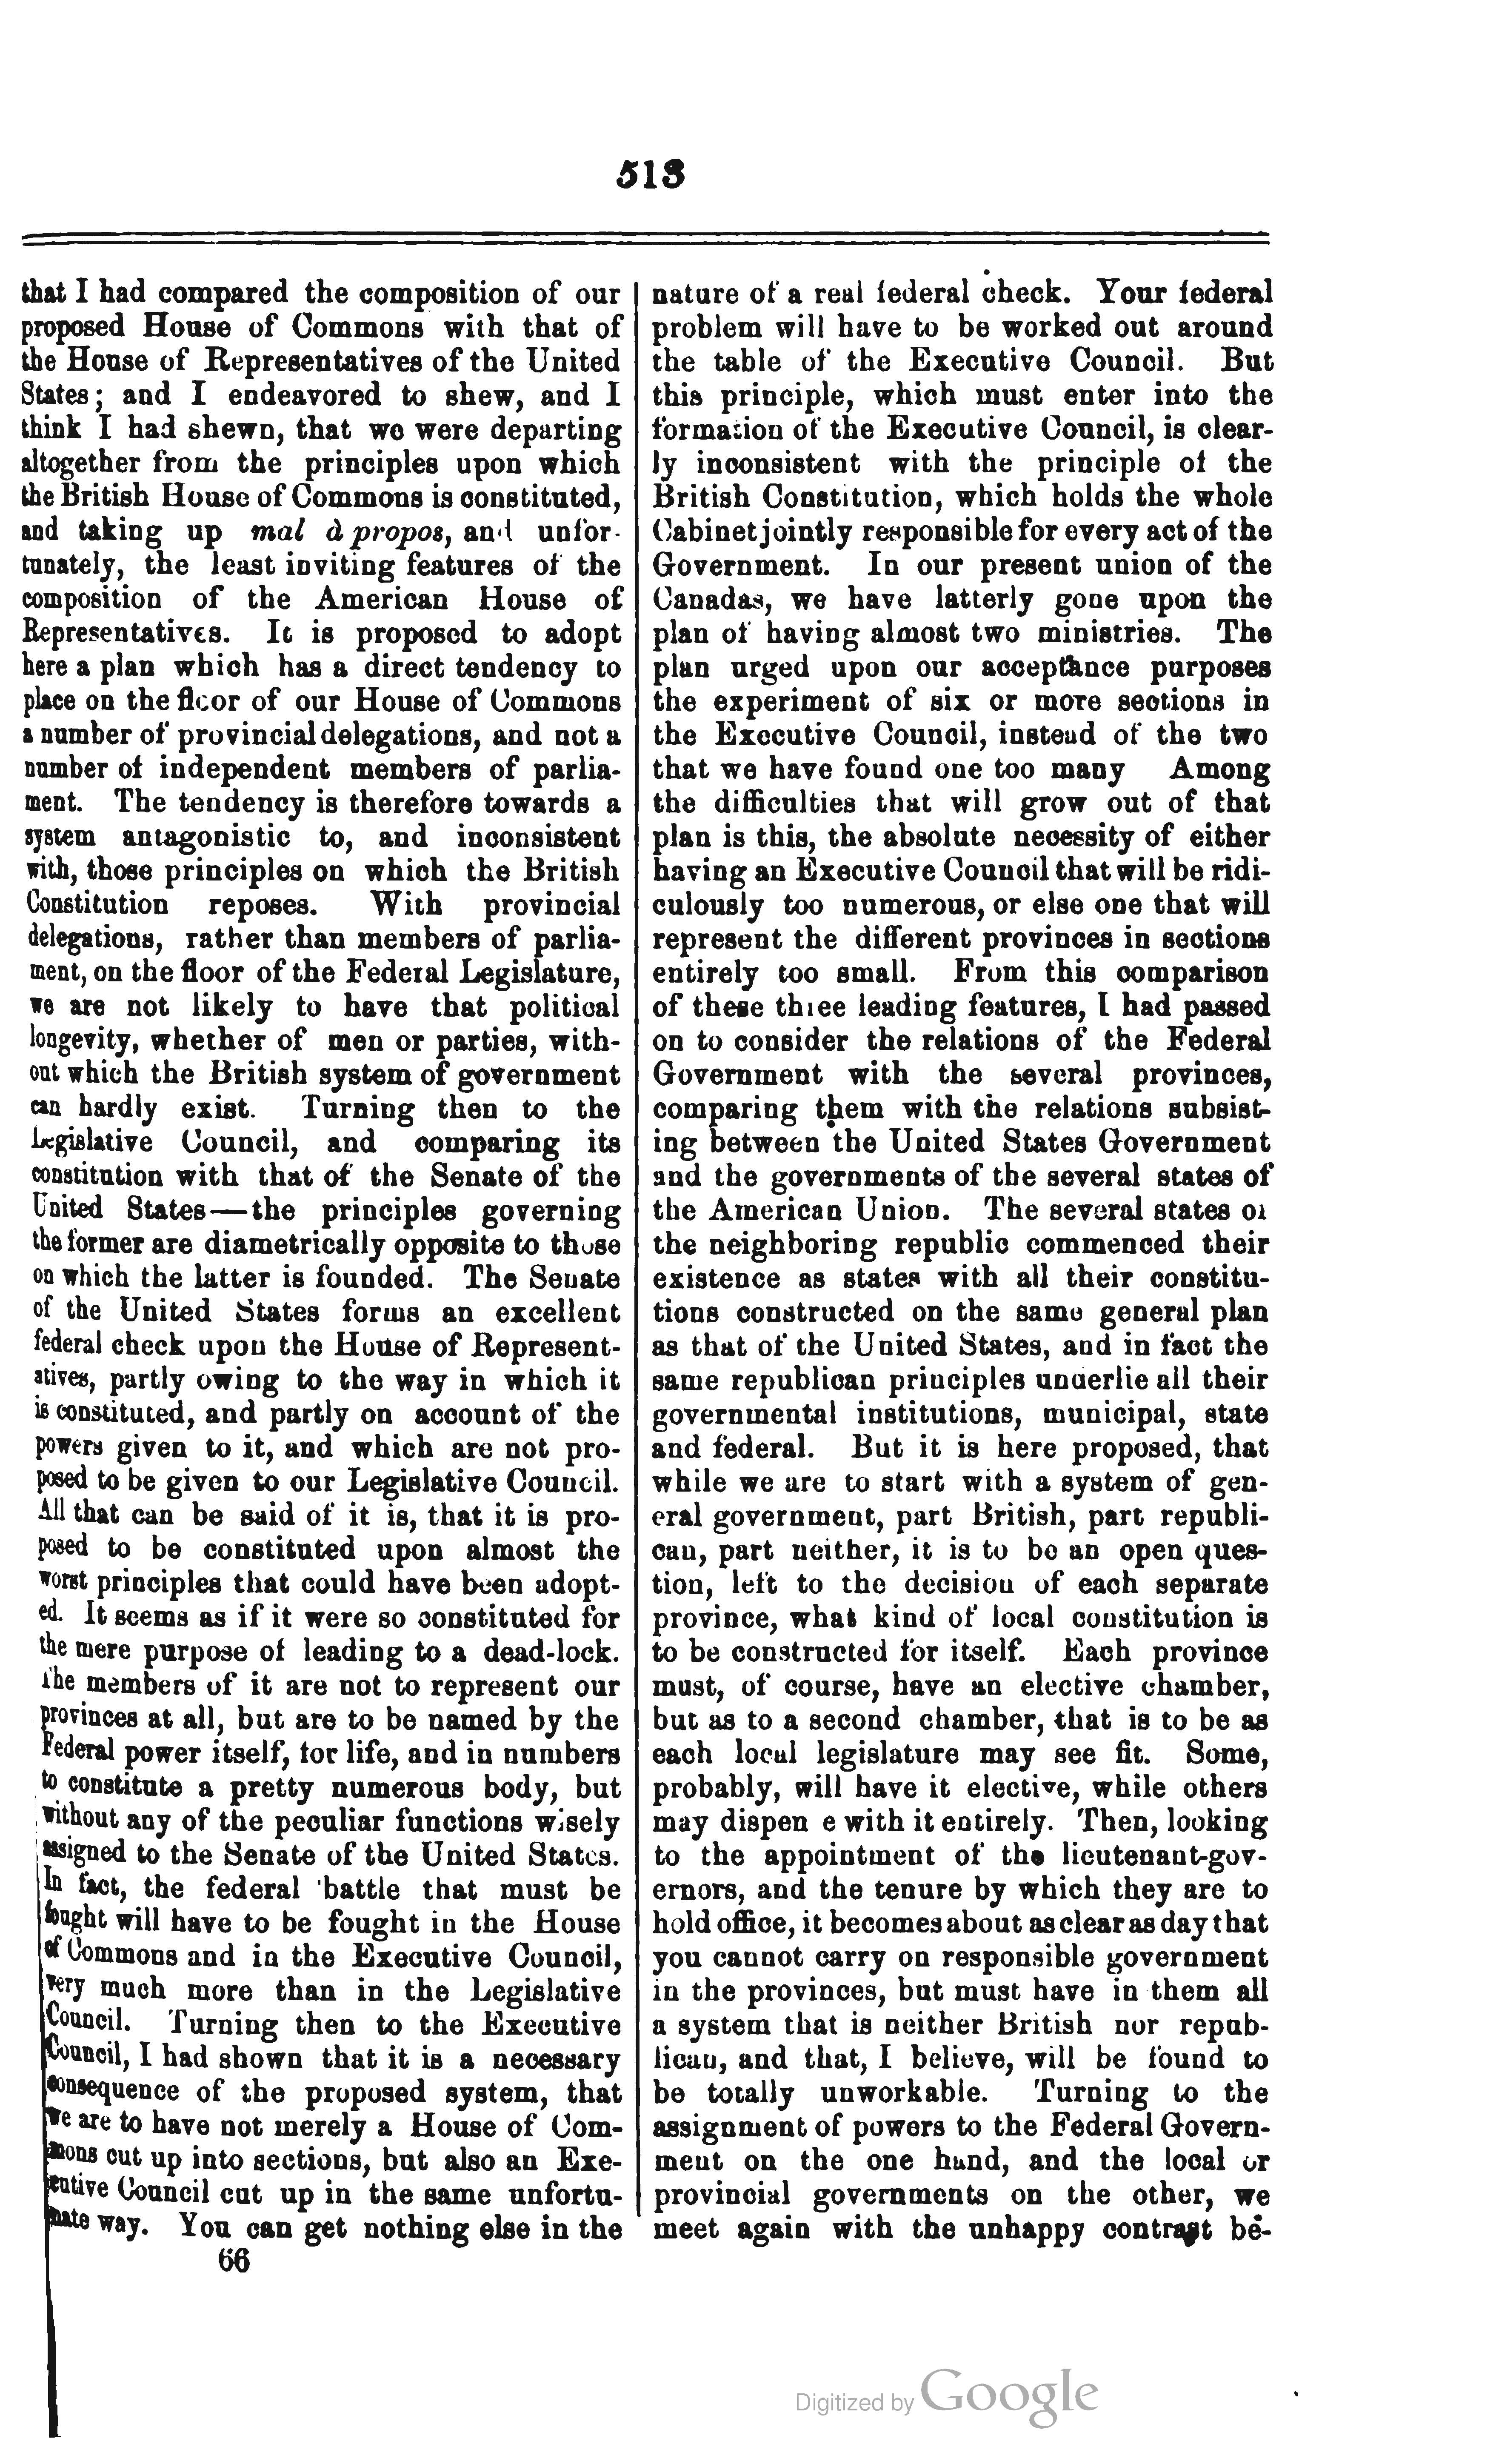 513
that I had compared the composition of our
proposed House of Commons with that of
the House of Representatives of the United
States; and I endeavored to shew, and I
think I had shewn, that we were departing
altogether from the principles upon which
the British House of Commons is constituted,
and taking up mal à propos, and unfor-
tunately, the least inviting features of the
composition of the American House of
Representatives. It is proposed to adopt
here a plan which has a direct tendency to
place on the floor of our House of Commons
a number of provincial delegations, and not a
number of independent members of parlia-
ment. The tendency is therefore towards a
system antagonistic to, and inconsistent
with, those principles on which the British
Constitution reposes. With provincial
delegations, rather than members of parlia-
ment, on the floor of the Federal Legislature,
we are not likely to have that political
longevity, whether of men or parties, with-
out which the British system of government
can hardly exist. Turning then to the
Legislative Council, and comparing its
constitution with that of the Senate of the
United States—the principles governing
the former are diametrically opposite to those
on which the latter is founded. The Senate
of the United States forms an excellent
federal check upon the House of Represent-
atives, partly owing to the way in which it
is constituted, and partly on account of the
powers given to it, and which are not pro-
posed to be given to our Legislative Council.
All that can be said of it is, that it is pro-
posed to be constituted upon almost the
worst principles that could have been adopt-
ed. It seems as if it were so constituted for
the mere purpose of leading to a dead-lock.
The members of it are not to represent our
provinces at all, but are to be named by the
Federal power itself, for life, and in numbers
to constitute a pretty numerous body, but
without any of the peculiar functions wisely
assigned to the Senate of the United States.
In fact, the federal battle that must be
fought will have to be fought in the House
of Commons and in the Executive Council,
very much more than in the Legislative
Council. Turning then to the Executive
Council, I had shown that it is a necessary
consequence of the proposed system, that
we are to have not merely a House of Com-
mons cut up into sections, but also an Exe-
cutive Council cut up in the same unfortu-
nate way. You can get nothing else in the
66
nature of a real federal check. Your federal
problem will have to be worked out around
the table of the Executive Council. But
this principle, which must enter into the
formation of the Executive Council, is clear-
ly inconsistent with the principle of the
British Constitution, which holds the whole
Cabinet jointly responsible for every act of the
Government. In our present union of the
Canadas, we have latterly gone upon the
plan of having almost two ministries. The
plan urged upon our acceptance purposes
the experiment of six or more sections in
the Executive Council, instead of the two
that we have found one too many Among
the difficulties that will grow out of that
plan is this, the absolute necessity of either
having an Executive Council that will be ridi-
culously too numerous, or else one that will
represent the different provinces in sections
entirely too small. From this comparison
of these three leading features, I had passed
on to consider the relations of the Federal
Government with the several provinces,
comparing them with the relations subsist-
ing between the United States Government
and the governments of the several states of
the American Union. The several states of
the neighboring republic commenced their
existence as states with all their constitu-
tions constructed on the same general plan
as that of the United States, and in fact the
same republican principles underlie all their
governmental institutions, municipal, state
and federal. But it is here proposed, that
while we are to start with a system of gen-
eral government, part British, part republi-
can, part neither, it is to be an open ques-
tion, left to the decision of each separate
province, what kind of local constitution is
to be constructed for itself. Each province
must, of course, have an elective chamber,
but as to a second chamber, that is to be as
each local legislature may see fit. Some,
probably, will have it elective, while others
may dispen e with it entirely. Then, looking
to the appointment of the lieutenant-gov-
ernors, and the tenure by which they are to
hold office, it becomes about as clear as day that
you cannot carry on responsible government
in the provinces, but must have in them all
a system that is neither British nor repub-
lican, and that, I believe, will be found to
be totally unworkable. Turning to the
assignment of powers to the Federal Govern-
ment on the one hand, and the local or
provincial governments on the other, we
meet again with the unhappy contrast be-
Digitized by Google